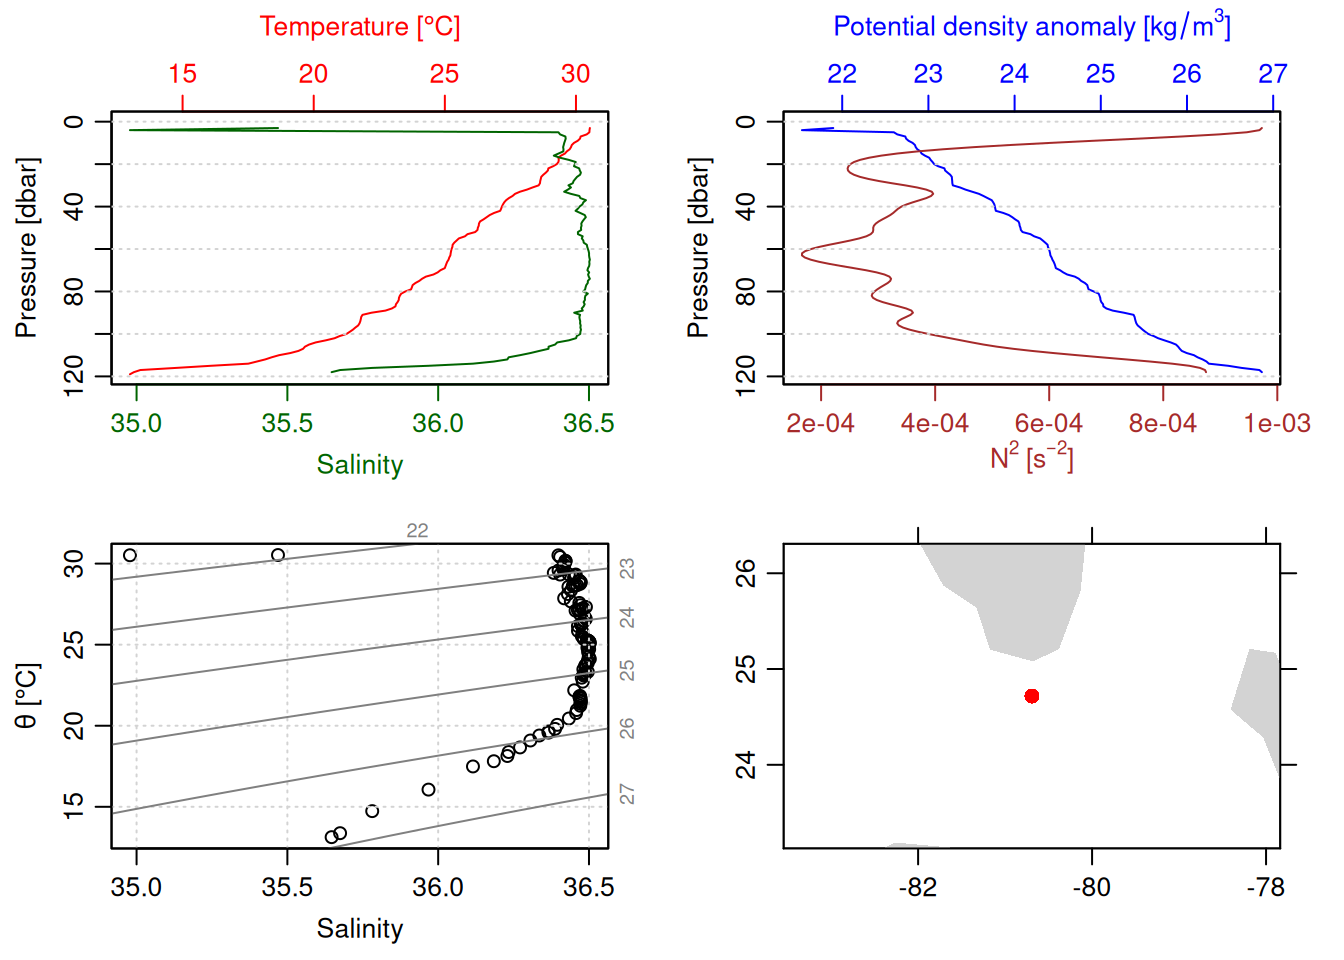 Temperature [°C]
15 20 25 30
0 40 80 120
Pressure [dbar]
35.0 35.5 36.0 36.5
Salinity
Potential density anomaly [kg/m³]
22 23 24 25 26 27
0 40 80 120
Pressure [dbar]
2e-04 4e-04 6e-04 8e-04 1e-03
N² [s⁻²]
22
23
24
25
26
27
30 25 20 15
θ [°C]
35.0 35.5 36.0 36.5
Salinity
26 25 24
-82 -80 -78